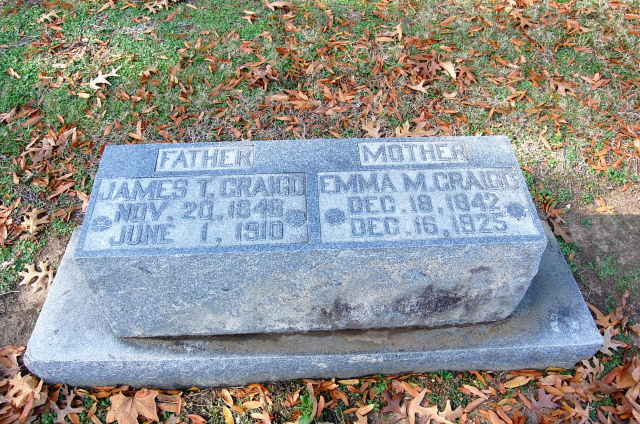 FATHER
JAMES T. CRAIGO
NOV. 20, 1846
JUNE 1, 1910
MOTHER
EMMA M. CRAIGO
DEC. 18, 1842
DEC. 16, 1925